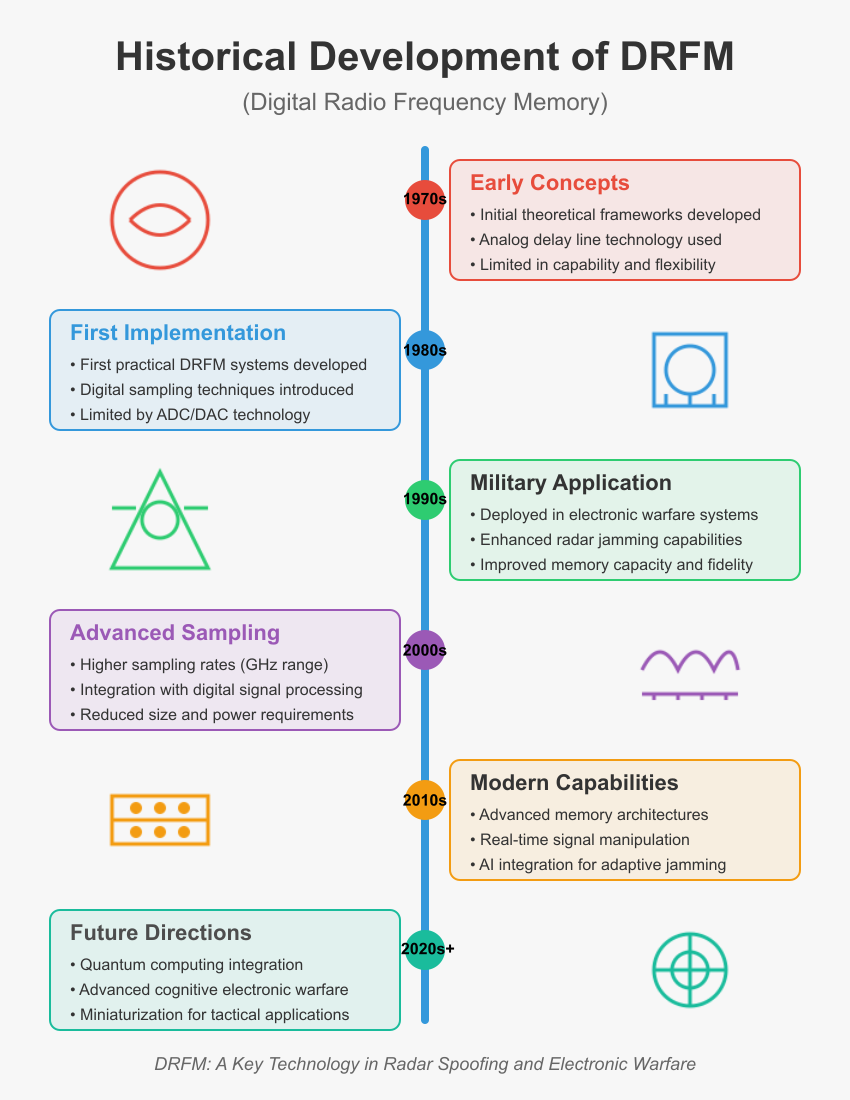 Historical Development of DRFM
(Digital Radio Frequency Memory)
1970s
Early Concepts
• Initial theoretical frameworks developed
• Analog delay line technology used
• Limited in capability and flexibility
First Implementation
• First practical DRFM systems developed
• Digital sampling techniques introduced
• Limited by ADC/DAC technology
1980s
1990s
Military Application
• Deployed in electronic warfare systems
• Enhanced radar jamming capabilities
• Improved memory capacity and fidelity
Advanced Sampling
• Higher sampling rates (GHz range)
• Integration with digital signal processing
• Reduced size and power requirements
2000s
2010s
Modern Capabilities
• Advanced memory architectures
• Real-time signal manipulation
• AI integration for adaptive jamming
Future Directions
• Quantum computing integration
• Advanced cognitive electronic warfare
• Miniaturization for tactical applications
2020s+
DRFM: A Key Technology in Radar Spoofing and Electronic Warfare